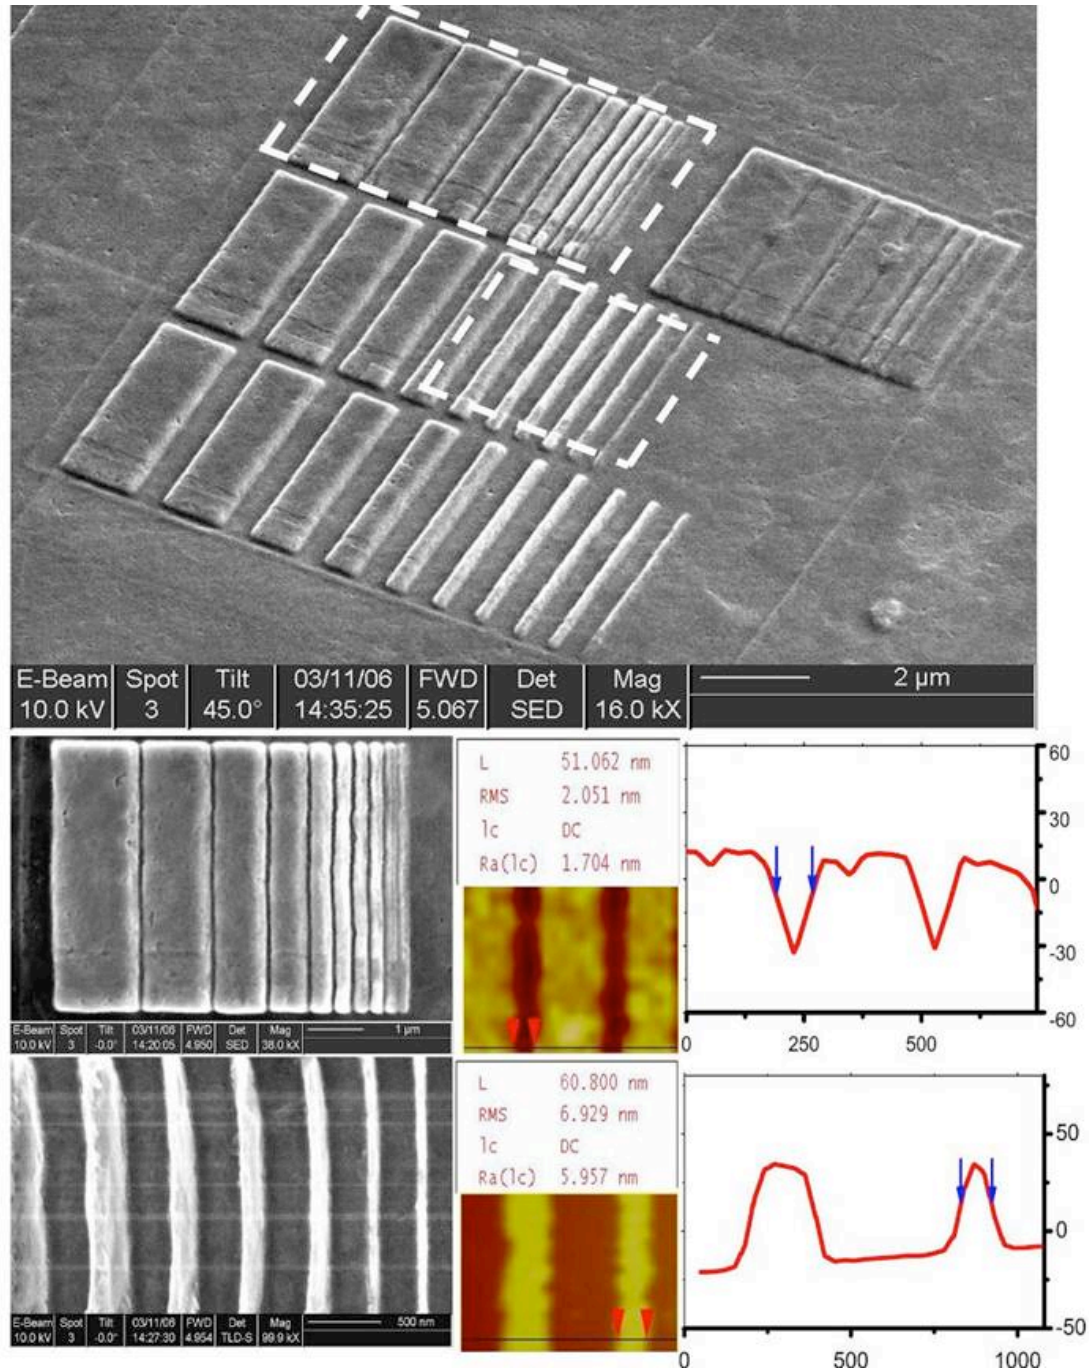 E-Beam Spot Tilt 03/11/06 FWD Det Mag 2 µm
10.0 kV 3 45.0° 14:35:25 5.067 SED 16.0 kX
L 51.062 nm
RMS 2.051 nm
lc DC
Ra(lc) 1.704 nm
60
30
0
-30
-60
0 250 500
E-Beam Spot Tilt 03/11/06 FWD Det Mag 1 µm
10.0 kV 3 -0.0° 14:20:05 4.950 SED 38.0 kX
L 60.800 nm
RMS 6.929 nm
lc DC
Ra(lc) 5.957 nm
50
0
-50
0 500 1000
E-Beam Spot Tilt 03/11/06 FWD Det Mag 500 nm
10.0 kV 3 -0.0° 14:27:30 4.954 TLD-S 99.9 kX